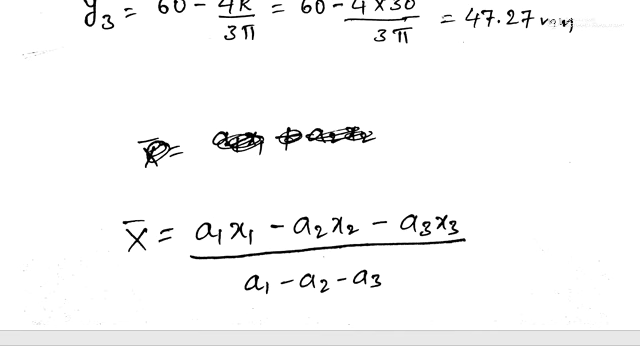 y₃ = 60 - 4R/3π = 60 - 4×30/3π = 47.27 mm
x̄ = a₁x₁ - a₂x₂ - a₃x₃ / a₁ - a₂ - a₃